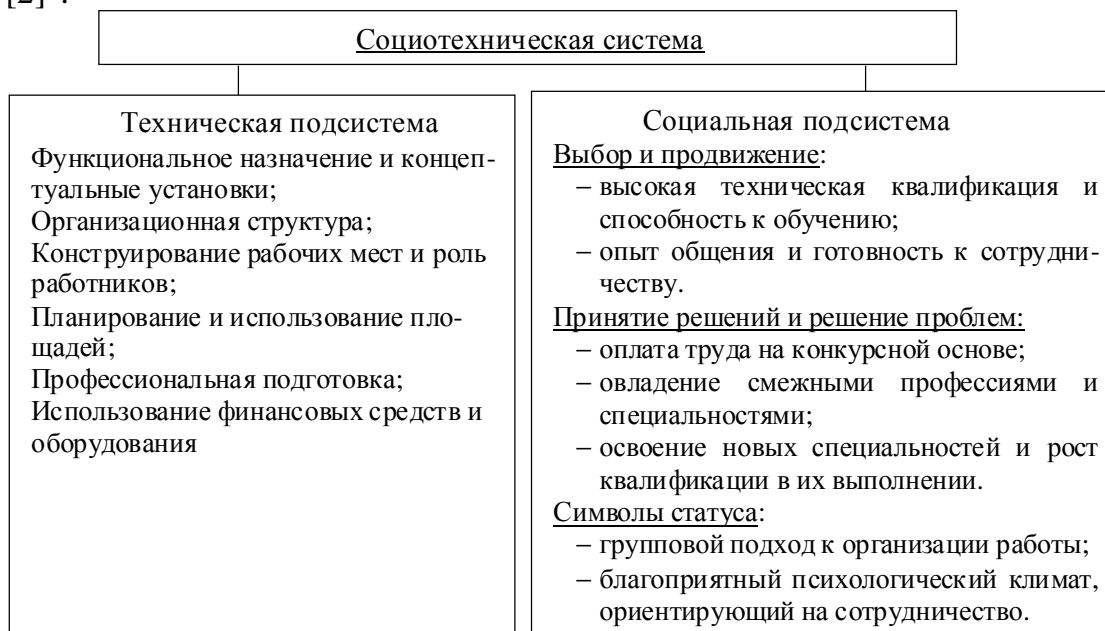 [2] :
Социотехническая система
Техническая подсистема
Функциональное назначение и концеп-
туальные установки;
Организационная структура;
Конструирование рабочих мест и роль
работников;
Планирование и использование пло-
щадей;
Профессиональная подготовка;
Использование финансовых средств и
оборудования
Социальная подсистема
Выбор и продвижение:
– высокая техническая квалификация и
способность к обучению;
– опыт общения и готовность к сотрудни-
честву.
Принятие решений и решение проблем:
– оплата труда на конкурсной основе;
– овладение смежными профессиями и
специальностями;
– освоение новых специальностей и рост
квалификации в их выполнении.
Символы статуса:
– групповой подход к организации работы;
– благоприятный психологический климат,
ориентирующий на сотрудничество.